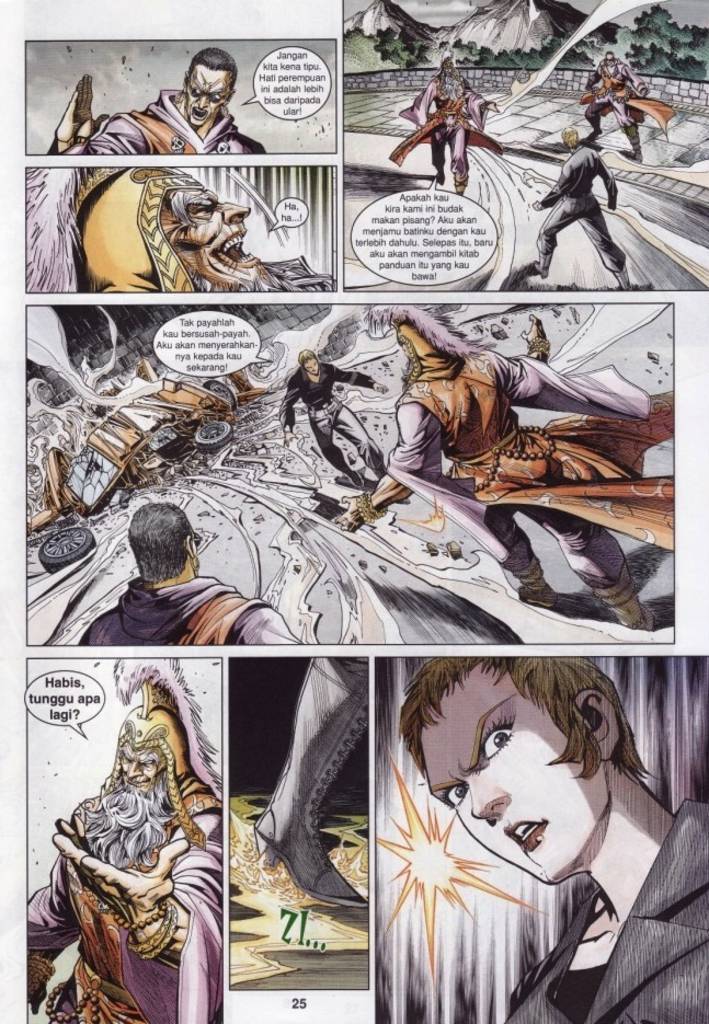 Jangan
kita kena tipu.
Hati perempuan
ini adalah lebih
bisa daripada
ular!
Ha,
ha...!
Apakah kau
kira kami ini budak
makan pisang? Aku akan
menjamu batinku dengan kau
terlebih dahulu. Selepas itu, baru
aku akan mengambil kitab
panduan itu yang kau
bawa!
Tak payahlah
kau bersusah-payah.
Aku akan menyerahkan-
nya kepada kau
sekarang!
Habis,
tunggu apa
lagi?
ZI...
25